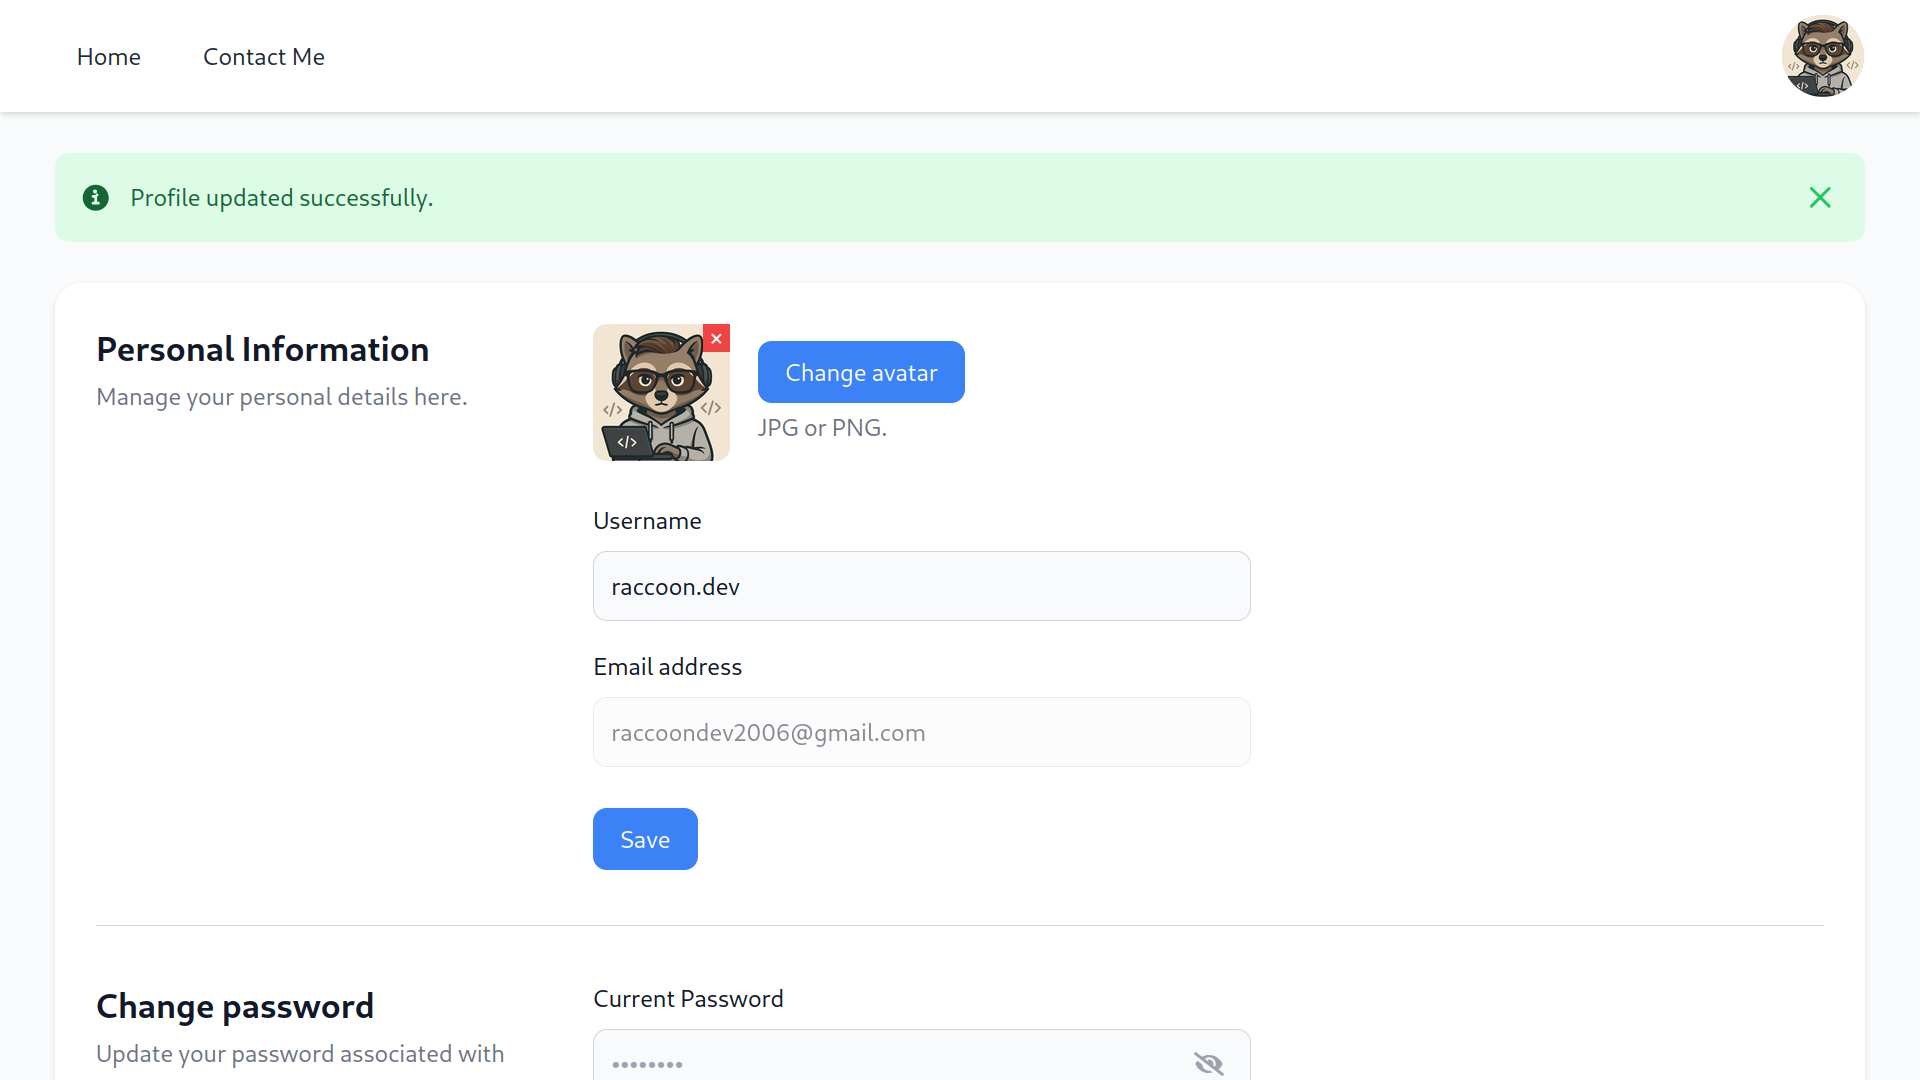 Home
Contact Me
Profile updated successfully.
Personal Information
Manage your personal details here.
</>
</>
</>
Change avatar
JPG or PNG.
Username
raccoon.dev
Email address
raccoondev2006@gmail.com
Save
Change password
Update your password associated with
Current Password
••••••••